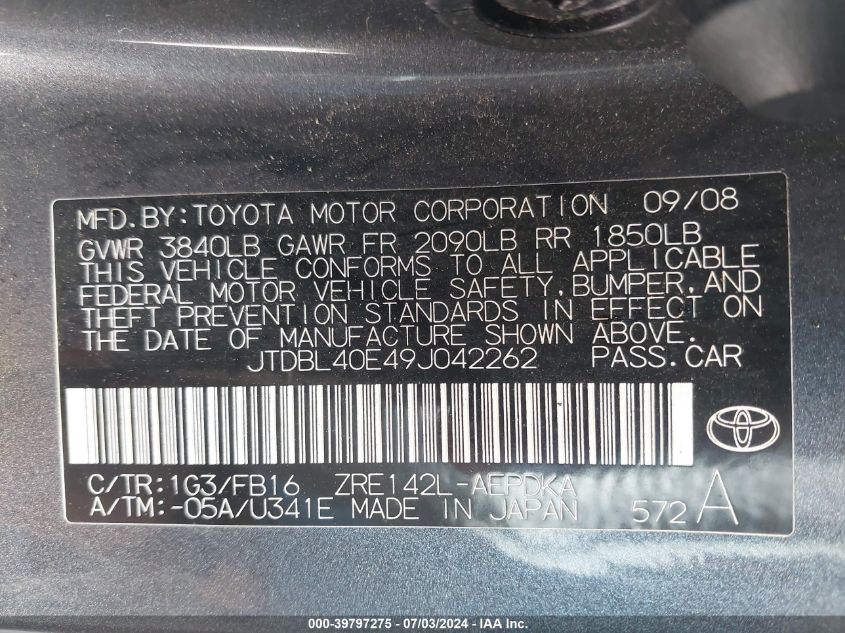 MFD.BY:TOYOTA MOTOR CORPORATION 09/08
GVWR 3840LB GAWR FR 2090LB RR 1850LB
THIS VEHICLE CONFORMS TO ALL APPLICABLE
FEDERAL MOTOR VEHICLE SAFETY,BUMPER,AND
THEFT PREVENTION STANDARDS IN EFFECT ON
THE DATE OF MANUFACTURE SHOWN ABOVE.
JTDBL40E49J042262 PASS.CAR
C/TR:1G3/FB16 ZRE142L-AEPDKA
A/TM:-05A/U341E MADE IN JAPAN 572 A
000-39797275 - 07/03/2024 - IAA Inc.